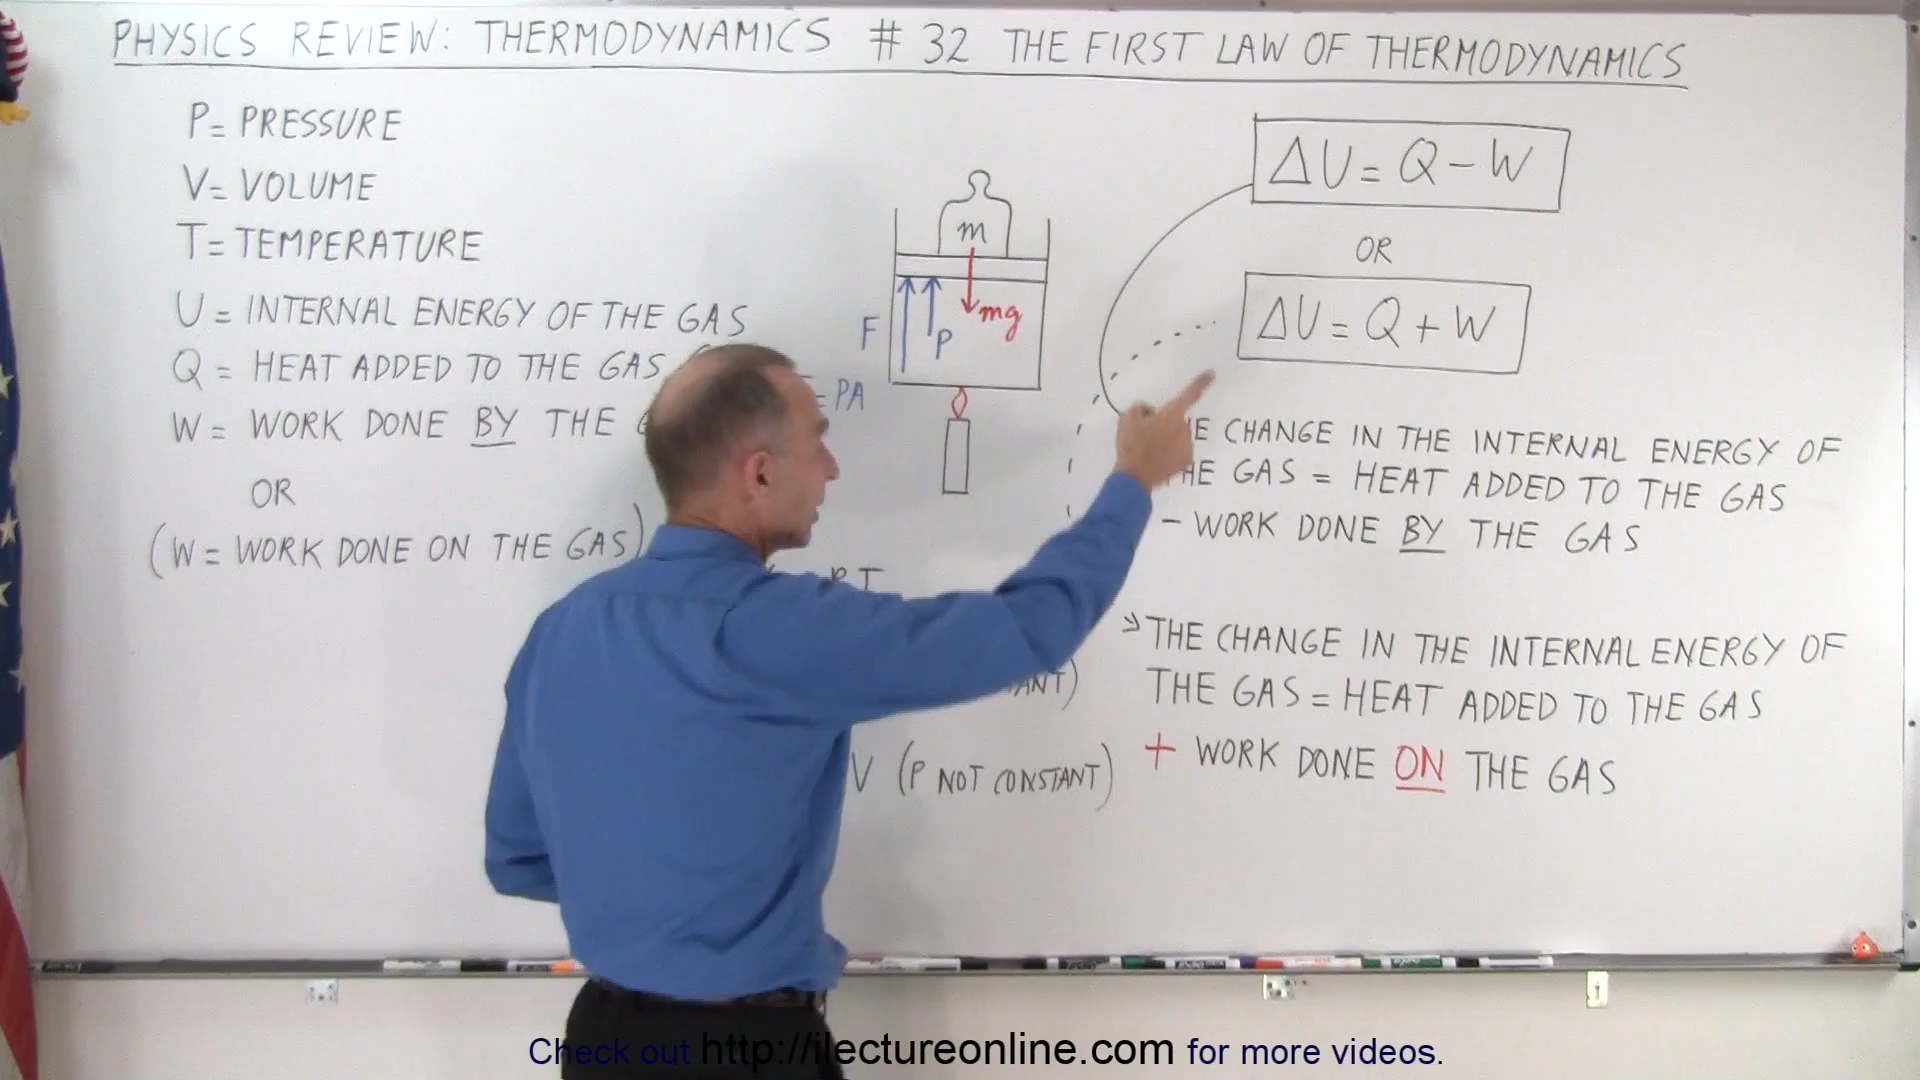 PHYSICS REVIEW: THERMODYNAMICS # 32 THE FIRST LAW OF THERMODYNAMICS
P = PRESSURE
V = VOLUME
T = TEMPERATURE
U = INTERNAL ENERGY OF THE GAS
Q = HEAT ADDED TO THE GAS
W = WORK DONE BY THE
OR
(W = WORK DONE ON THE GAS)
m
mg
F
P
= PA
ΔU = Q - W
OR
ΔU = Q + W
CHANGE IN THE INTERNAL ENERGY OF
GAS = HEAT ADDED TO THE GAS
- WORK DONE BY THE GAS
THE CHANGE IN THE INTERNAL ENERGY OF
THE GAS = HEAT ADDED TO THE GAS
+ WORK DONE ON THE GAS
V (P NOT CONSTANT)
Check out http://ilectureonline.com for more videos.